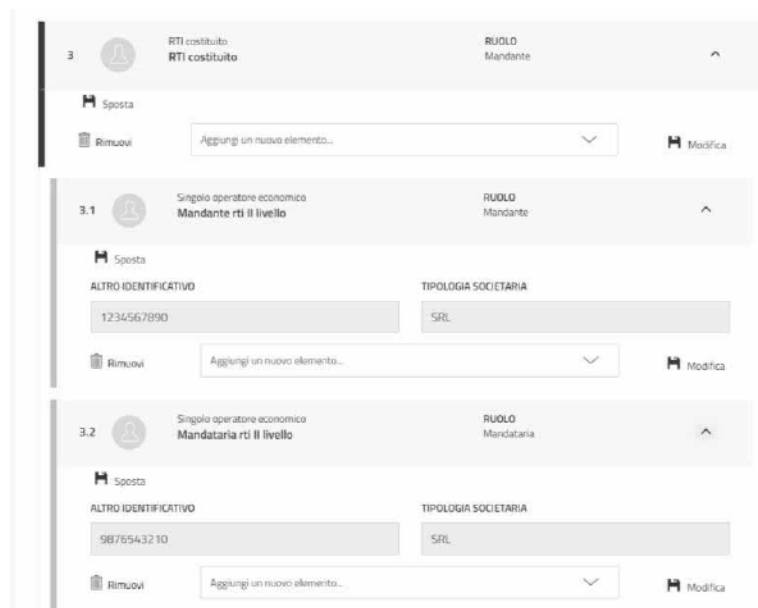 3
RTI costituito
RTI costituito
RUOLO
Mandante
Sposta
Rimuovi
Aggiungi un nuovo elemento...
Modifica
3.1
Singolo operatore economico
Mandante rti II livello
RUOLO
Mandante
Sposta
ALTRO IDENTIFICATIVO
TIPOLOGIA SOCIETARIA
1234567890
SRL
Rimuovi
Aggiungi un nuovo elemento...
Modifica
3.2
Singolo operatore economico
Mandataria rti II livello
RUOLO
Mandataria
Sposta
ALTRO IDENTIFICATIVO
TIPOLOGIA SOCIETARIA
9876543210
SRL
Rimuovi
Aggiungi un nuovo elemento...
Modifica